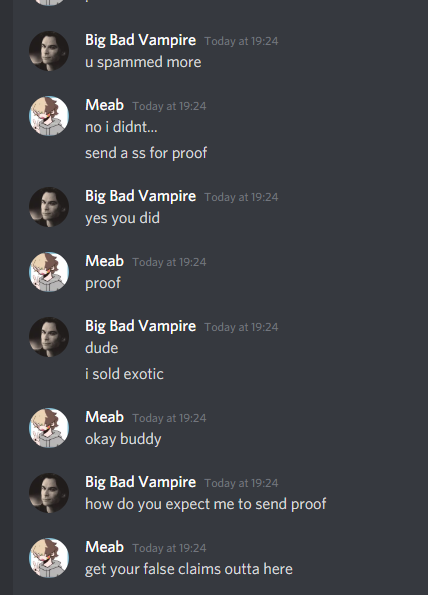 Big Bad Vampire Today at 19:24
u spammed more
Meab Today at 19:24
no i didnt...
send a ss for proof
Big Bad Vampire Today at 19:24
yes you did
Meab Today at 19:24
proof
Big Bad Vampire Today at 19:24
dude
i sold exotic
Meab Today at 19:24
okay buddy
Big Bad Vampire Today at 19:24
how do you expect me to send proof
Meab Today at 19:24
get your false claims outta here